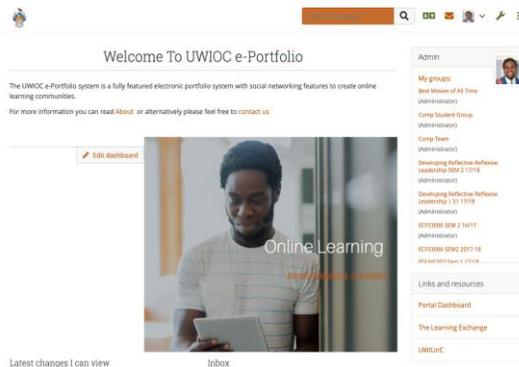 Welcome To UWIOC e-Portfolio
The UWIOC e-Portfolio system is a fully featured electronic portfolio system with social networking features to create online
learning communities.
For more information you can read About or alternatively please feel free to contact us
Edit dashboard
Online Learning
Latest changes I can view
Inbox
Admin
My groups:
Best Movies of All Time
(Administrator)
Comp Student Group
(Administrator)
Comp Team
(Administrator)
Developing Reflective-Reflexive
Leadership SEM 2 17/18
(Administrator)
Developing Reflective-Reflexive
Leadership | S1 17/18
(Administrator)
ECFS3006 SEM 2 16/17
(Administrator)
ECFS3006 SEM2 2017-18
(Administrator)
Links and resources
Portal Dashboard
The Learning Exchange
UWILinC